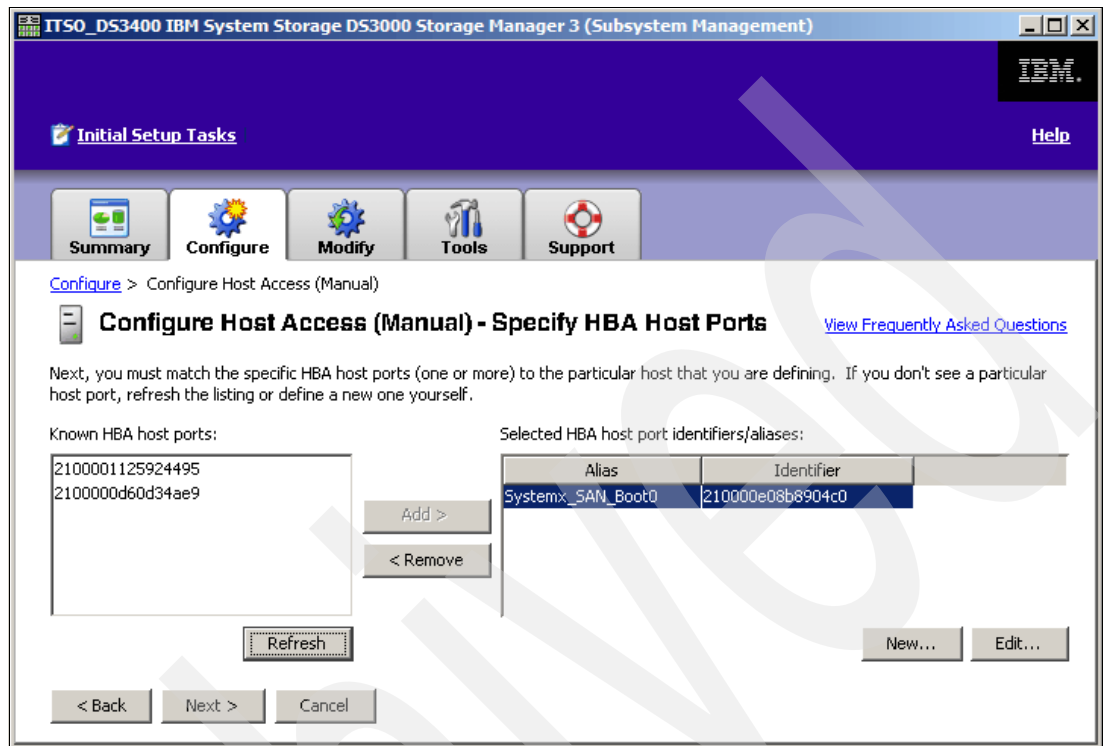 ITSO_DS3400 IBM System Storage DS3000 Storage Manager 3 (Subsystem Management)
IBM.
Initial Setup Tasks
Help
Summary
Configure
Modify
Tools
Support
Configure > Configure Host Access (Manual)
Configure Host Access (Manual) - Specify HBA Host Ports
View Frequently Asked Questions
Next, you must match the specific HBA host ports (one or more) to the particular host that you are defining. If you don't see a particular
host port, refresh the listing or define a new one yourself.
Known HBA host ports:
Selected HBA host port identifiers/aliases:
2100001125924495
2100000d60d34ae9
Alias
Identifier
Systemx_SAN_Boot0
210000e08b8904c0
Add >
< Remove
Refresh
New...
Edit...
< Back
Next >
Cancel